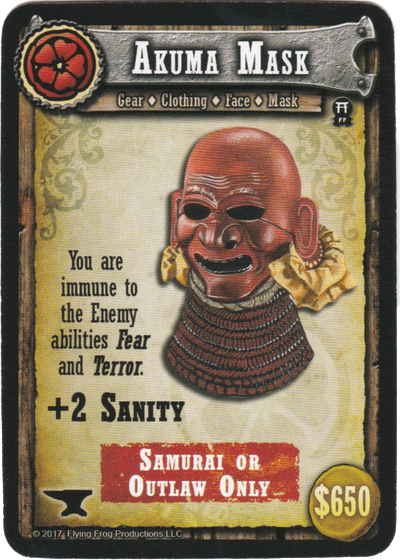 AKUMA MASK
Gear ♦ Clothing ♦ Face ♦ Mask
FF
You are
immune to
the Enemy
abilities Fear
and Terror.
+2 SANITY
SAMURAI OR
OUTLAW ONLY
$650
© 2017, Flying Frog Productions LLC